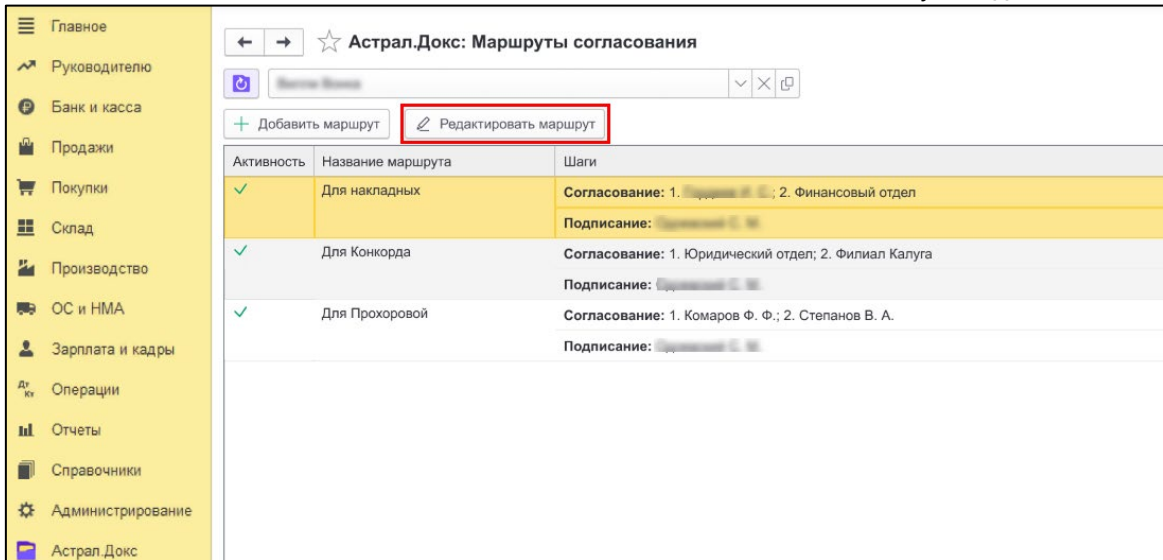 Главное
Руководителю
Банк и касса
Продажи
Покупки
Склад
Производство
ОС и НМА
Зарплата и кадры
Дт Кт Операции
Отчеты
Справочники
Администрирование
Астрал.Докс
Астрал.Докс: Маршруты согласования
Добавить маршрут Редактировать маршрут
Активность Название маршрута Шаги
Для накладных Согласование: 1. ; 2. Финансовый отдел
Подписание:
Для Конкорда Согласование: 1. Юридический отдел; 2. Филиал Калуга
Подписание:
Для Прохоровой Согласование: 1. Комаров Ф. Ф.; 2. Степанов В. А.
Подписание: